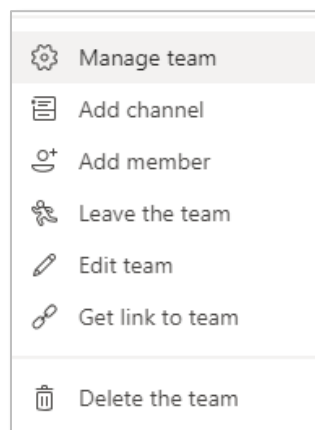 Manage team
Add channel
Add member
Leave the team
Edit team
Get link to team
Delete the team